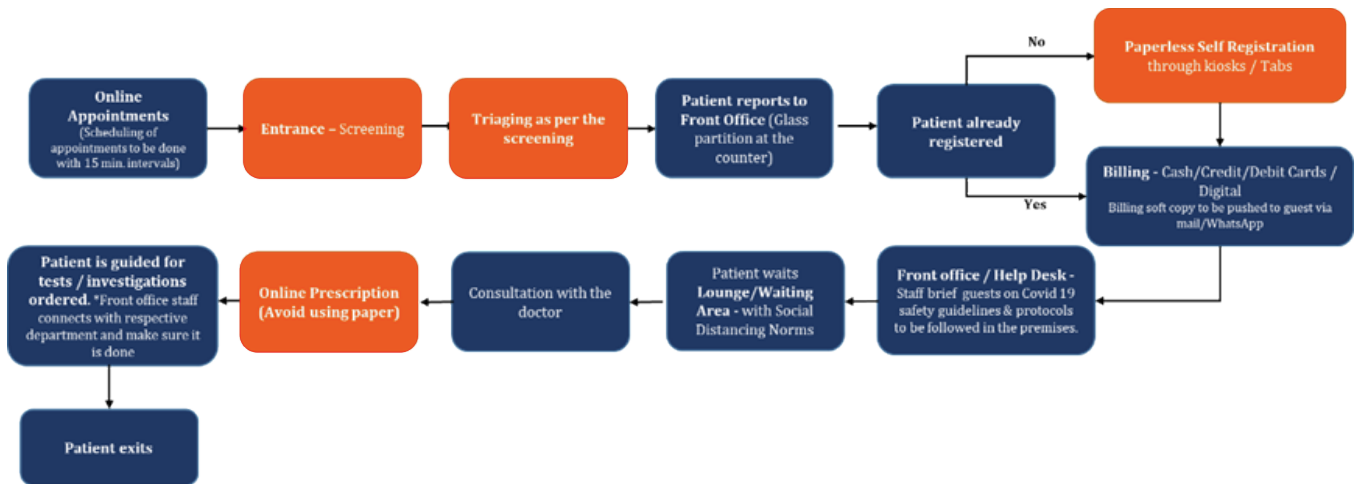 Online
Appointments
(Scheduling of
appointments to be done
with 15 min. intervals)
Entrance – Screening
Triaging as per the
screening
Patient reports to
Front Office (Glass
partition at the
counter)
Patient already
registered
No
Paperless Self Registration
through kiosks / Tabs
Yes
Billing - Cash/Credit/Debit Cards /
Digital
Billing soft copy to be pushed to guest via
mail/WhatsApp
Front office / Help Desk -
Staff brief guests on Covid 19
safety guidelines & protocols
to be followed in the premises.
Patient waits
Lounge/Waiting
Area - with Social
Distancing Norms
Consultation with the
doctor
Online Prescription
(Avoid using paper)
Patient is guided for
tests / investigations
ordered. *Front office staff
connects with respective
department and make sure it
is done
Patient exits